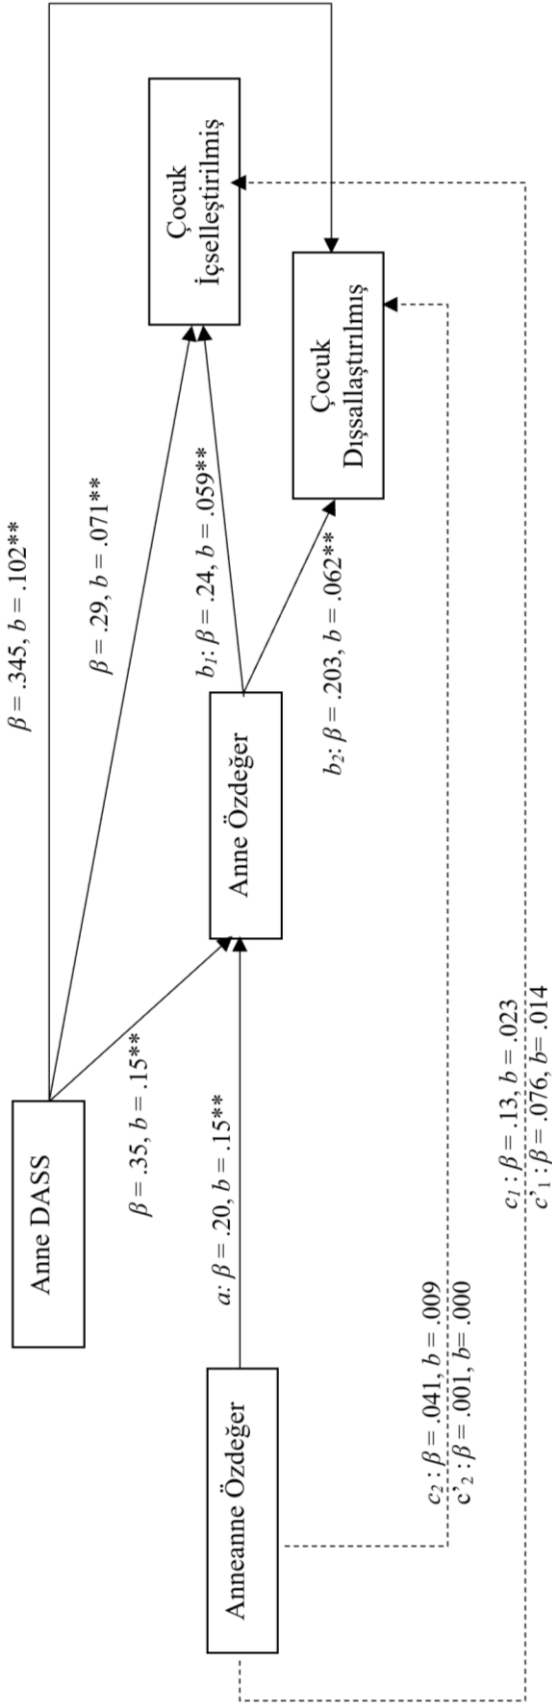 Anne DASS
β = .345, b = .102**
β = .29, b = .071**
Çocuk
İçselleştirilmiş
β = .35, b = .15**
b₁: β = .24, b = .059**
Anneanne Özdeğer
a: β = .20, b = .15**
Anne Özdeğer
b₂: β = .203, b = .062**
Çocuk
Dışsallaştırılmış
c₂ : β = .041, b = .009
c’₂ : β = .001, b= .000
c₁ : β = .13, b = .023
c’₁ : β = .076, b= .014